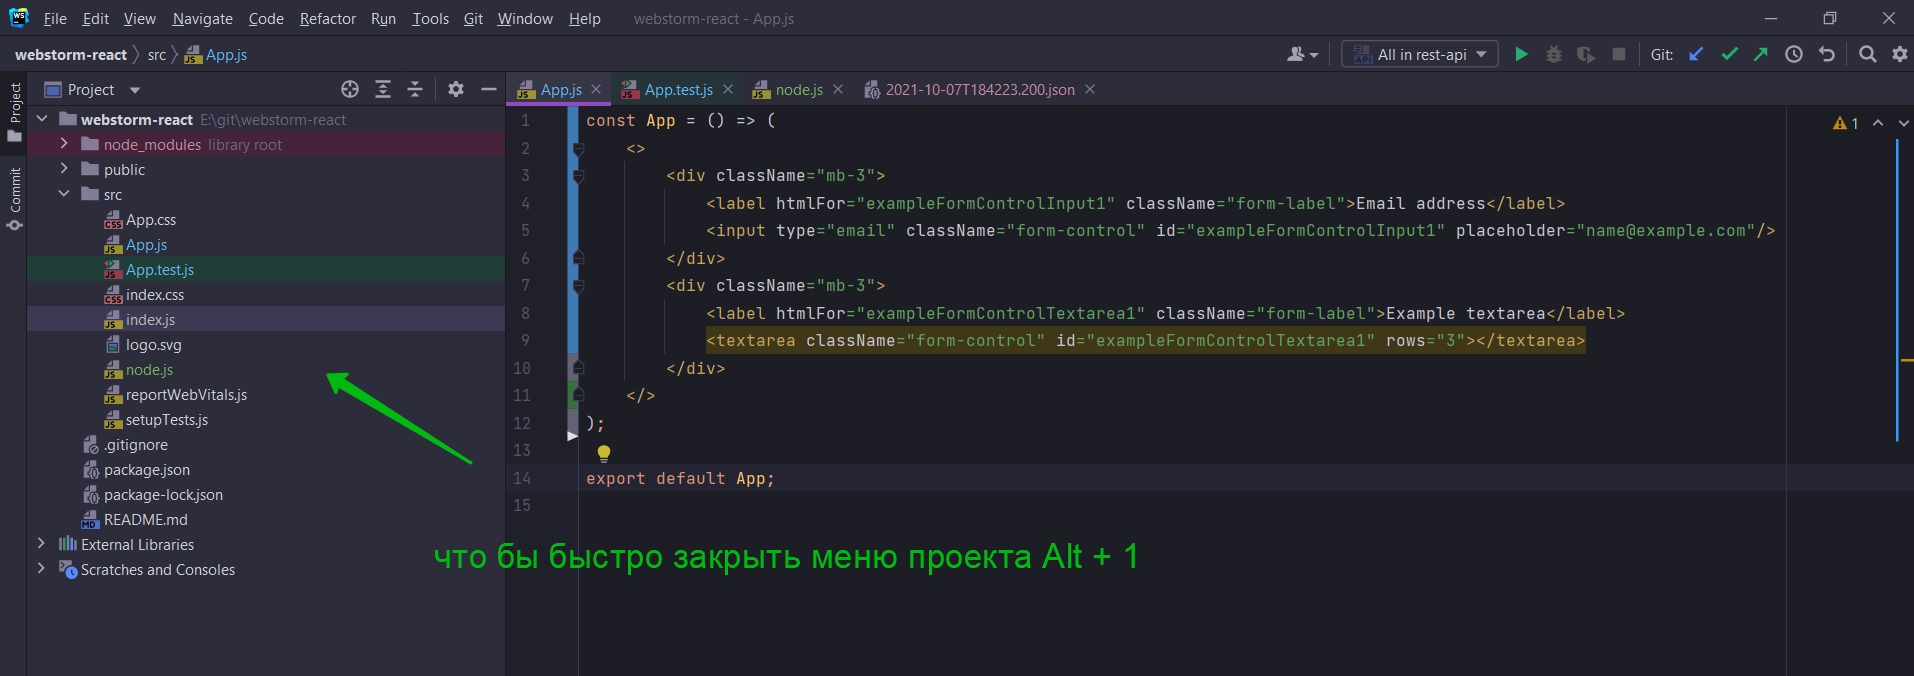 File Edit View Navigate Code Refactor Run Tools Git Window Help webstorm-react - App.js
webstorm-react src App.js
All in rest-api Git:
Project
Commit
Project
webstorm-react E:\git\webstorm-react
node_modules library root
public
src
App.css
App.js
App.test.js
index.css
index.js
logo.svg
node.js
reportWebVitals.js
setupTests.js
.gitignore
package.json
package-lock.json
README.md
External Libraries
Scratches and Consoles
App.js App.test.js node.js 2021-10-07T184223.200.json
1
1 const App = () => (
2 <>
3 <div className="mb-3">
4 <label htmlFor="exampleFormControlInput1" className="form-label">Email address</label>
5 <input type="email" className="form-control" id="exampleFormControlInput1" placeholder="name@example.com"/>
6 </div>
7 <div className="mb-3">
8 <label htmlFor="exampleFormControlTextarea1" className="form-label">Example textarea</label>
9 <textarea className="form-control" id="exampleFormControlTextarea1" rows="3"></textarea>
10 </div>
11 </>
12 );
13
14 export default App;
15
что бы быстро закрыть меню проекта Alt + 1